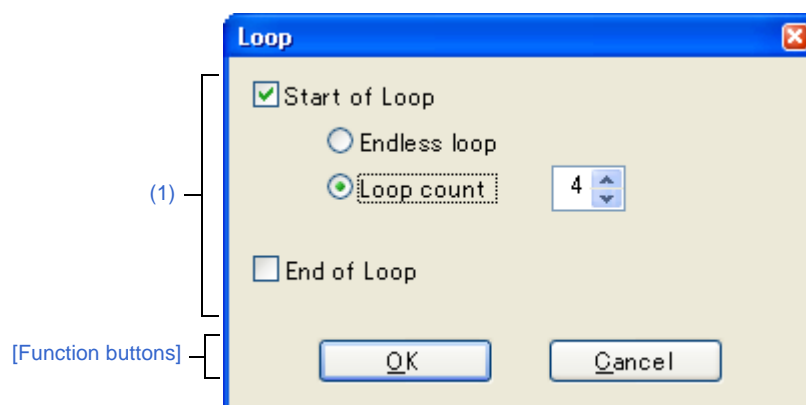 Loop
Start of Loop
Endless loop
(1)
Loop count 4
End of Loop
[Function buttons]
OK Cancel